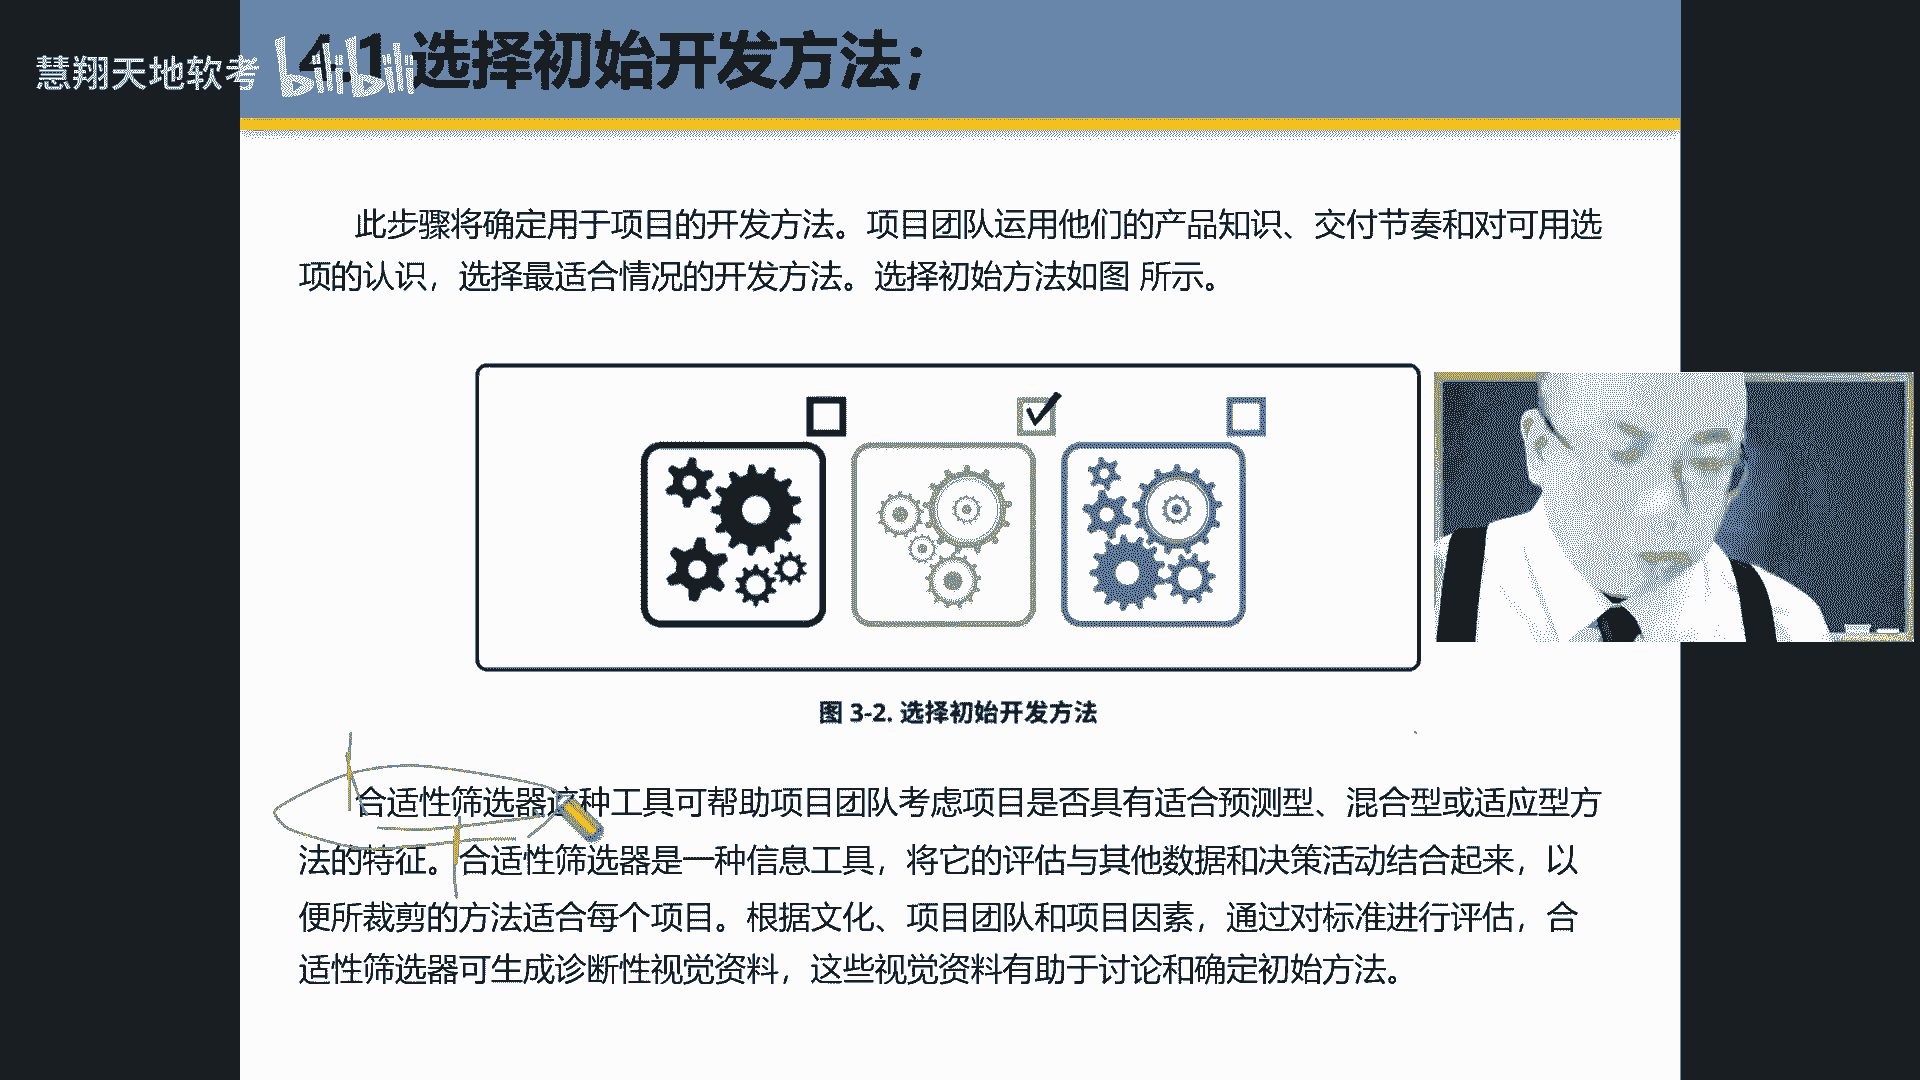 慧翔天地软考
bilibili
4.1 选择初始开发方法；
此步骤将确定用于项目的开发方法。项目团队运用他们的产品知识、交付节奏和对可用选
项的认识，选择最适合情况的开发方法。选择初始方法如图 所示。
图 3-2. 选择初始开发方法
合适性筛选器这种工具可帮助项目团队考虑项目是否具有适合预测型、混合型或适应型方
法的特征。合适性筛选器是一种信息工具，将它的评估与其他数据和决策活动结合起来，以
便所裁剪的方法适合每个项目。根据文化、项目团队和项目因素，通过对标准进行评估，合
适性筛选器可生成诊断性视觉资料，这些视觉资料有助于讨论和确定初始方法。